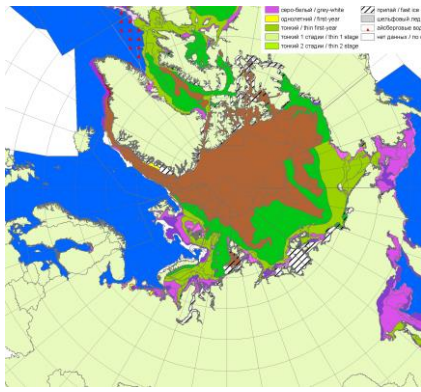 серо-белый / grey-white
однолетний / first-year
тонкий / thin first-year
тонкий 1 стадии / thin 1 stage
тонкий 2 стадии / thin 2 stage
припай / fast ice
шельфовый лед
айсберговые вод
нет данных / no